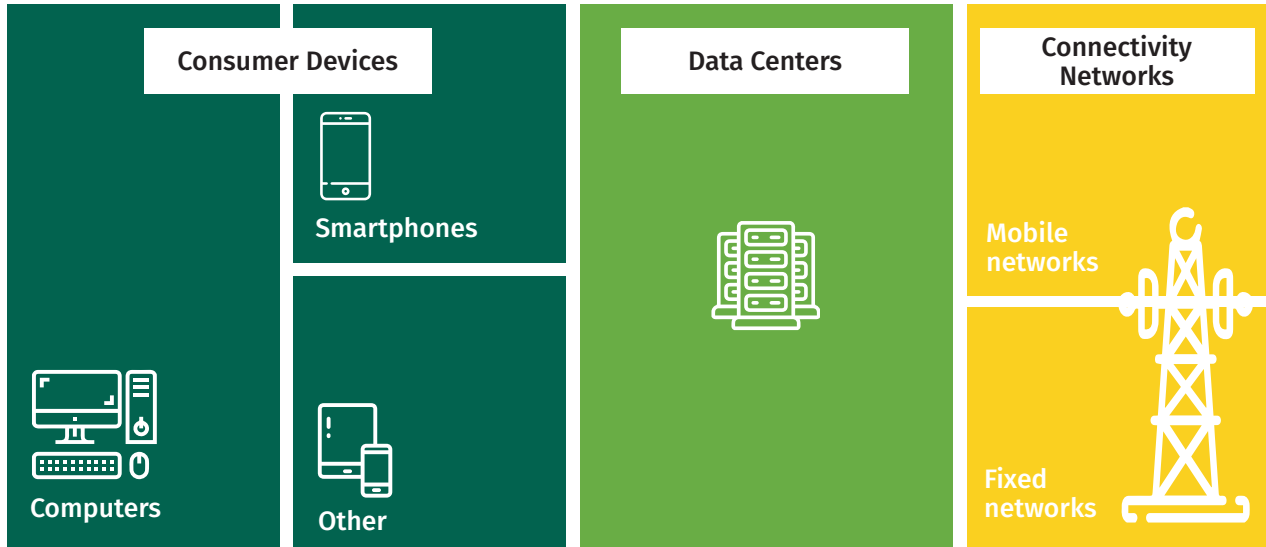 Consumer Devices
Data Centers
Connectivity
Networks
Smartphones
Mobile
networks
Computers
Other
Fixed
networks